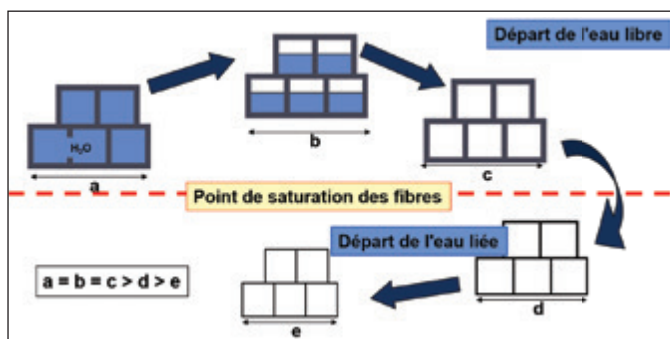 Départ de l'eau libre
H₂O
a
b
c
Point de saturation des fibres
Départ de l'eau liée
a = b = c > d > e
e
d